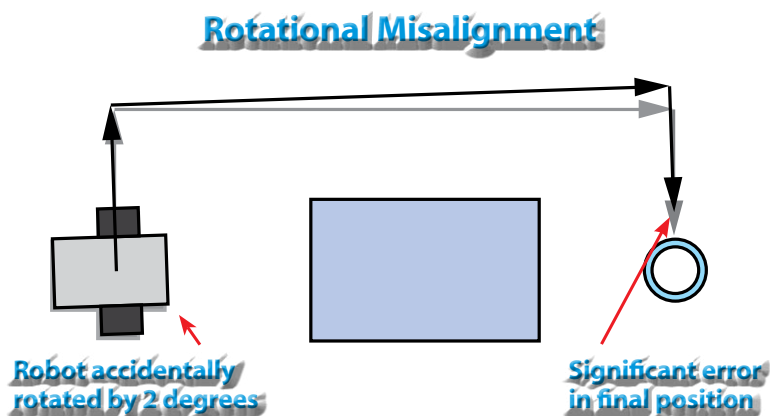 Rotational Misalignment
Robot accidentally
rotated by 2 degrees
Significant error
in final position